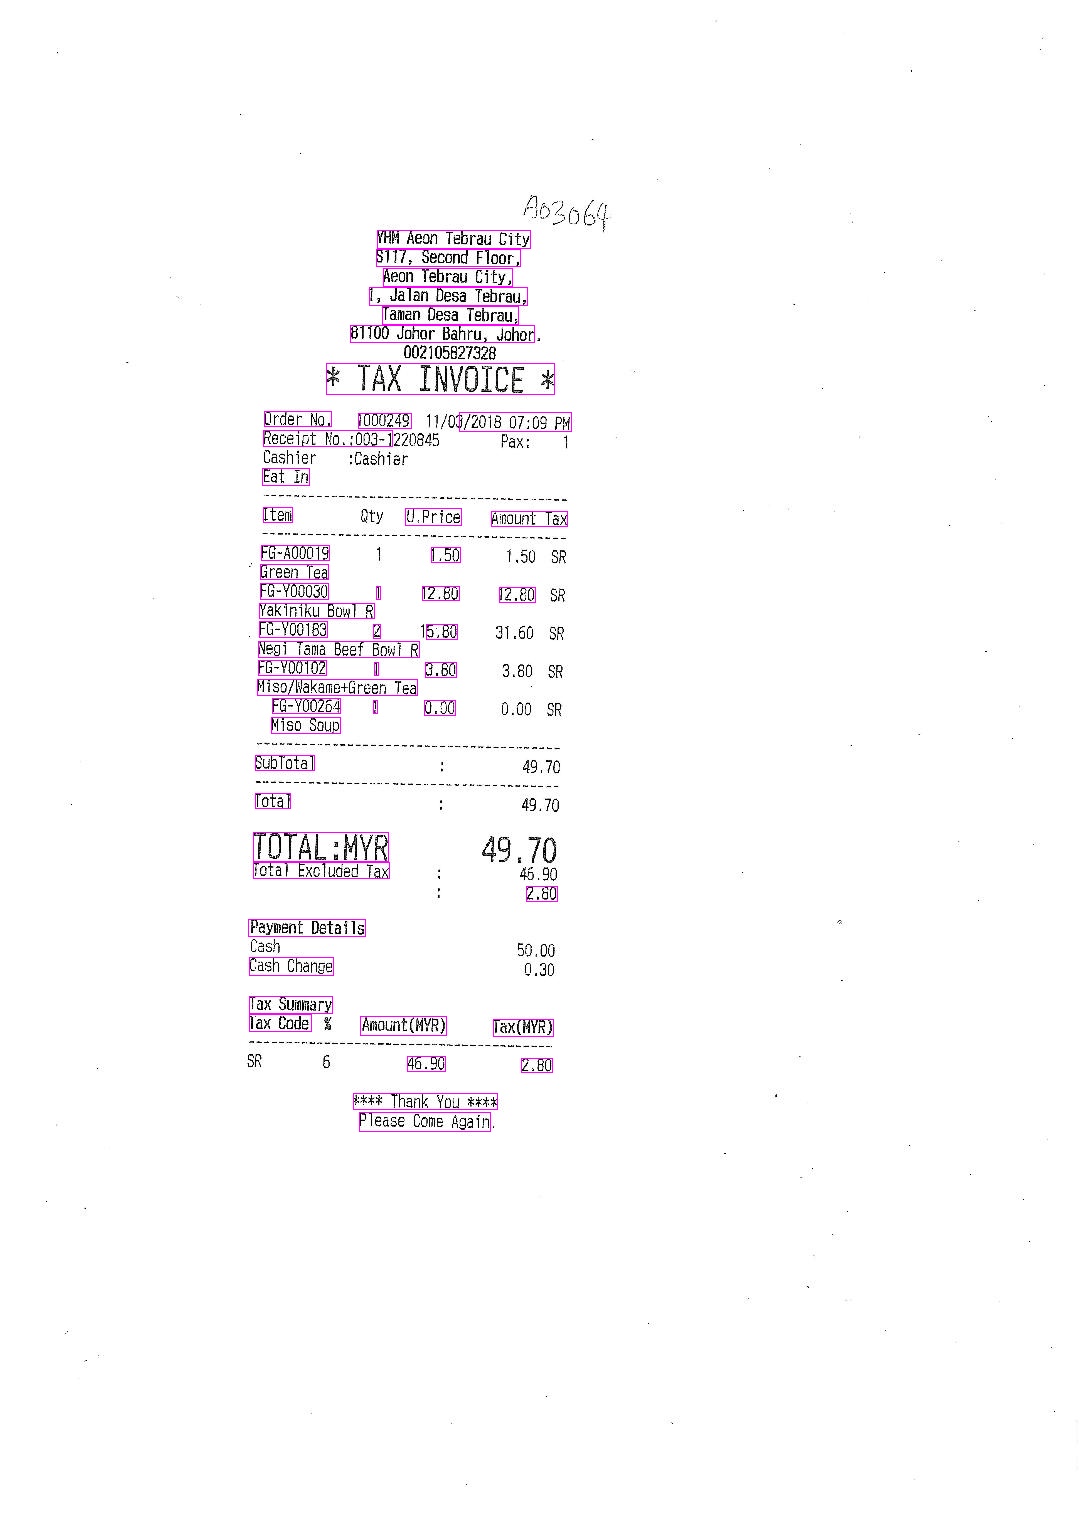 A03064
YHM Aeon Tebrau City
S117, Second Floor,
Aeon Tebrau City,
1, Jalan Desa Tebrau,
Taman Desa Tebrau,
81100 Johor Bahru, Johor.
002105827328
* TAX INVOICE *
Order No. 1000249 11/03/2018 07:09 PM
Receipt No.:003-1220845 Pax: 1
Cashier :Cashier
Eat In
Item Qty U.Price Amount Tax
FG-A00019 1 1.50 1.50 SR
Green Tea
FG-Y00030 1 12.80 12.80 SR
Yakiniku Bowl R
FG-Y00183 2 15.80 31.60 SR
Negi Tama Beef Bowl R
FG-Y00102 1 3.80 3.80 SR
Miso/Wakame+Green Tea
FG-Y00264 1 0.00 0.00 SR
Miso Soup
SubTotal : 49.70
Total : 49.70
TOTAL:MYR 49.70
Total Excluded Tax : 46.90
: 2.80
Payment Details
Cash 50.00
Cash Change 0.30
Tax Summary
Tax Code % Amount(MYR) Tax(MYR)
SR 6 46.90 2.80
**** Thank You ****
Please Come Again.